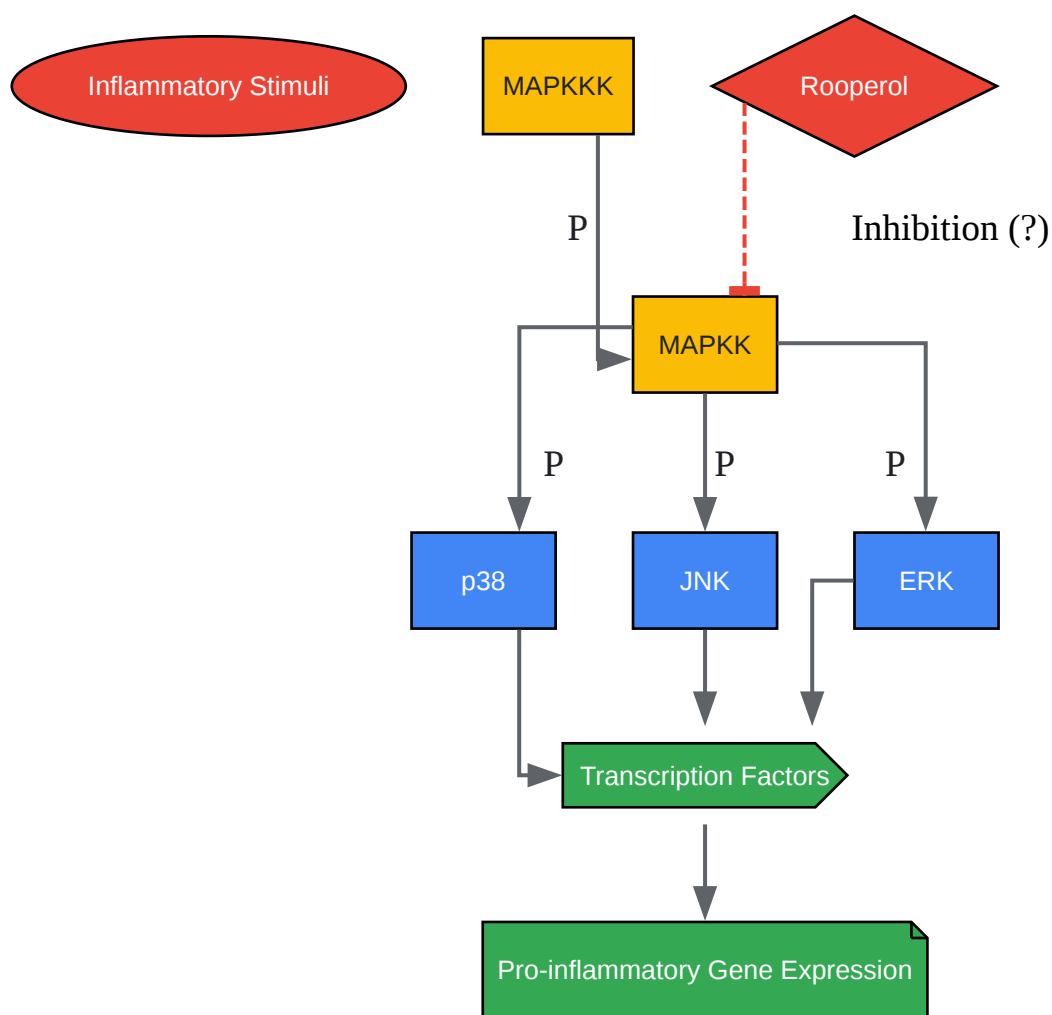 Inflammatory Stimuli
MAPKKK
Rooperol
P
Inhibition (?)
MAPKK
P
P
P
p38
JNK
ERK
Transcription Factors
Pro-inflammatory Gene Expression